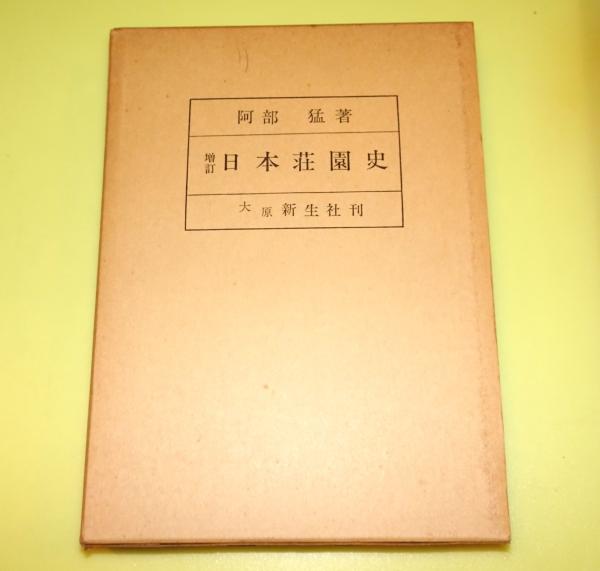 阿部 猛著
増訂 日本荘園史
大原新生社刊